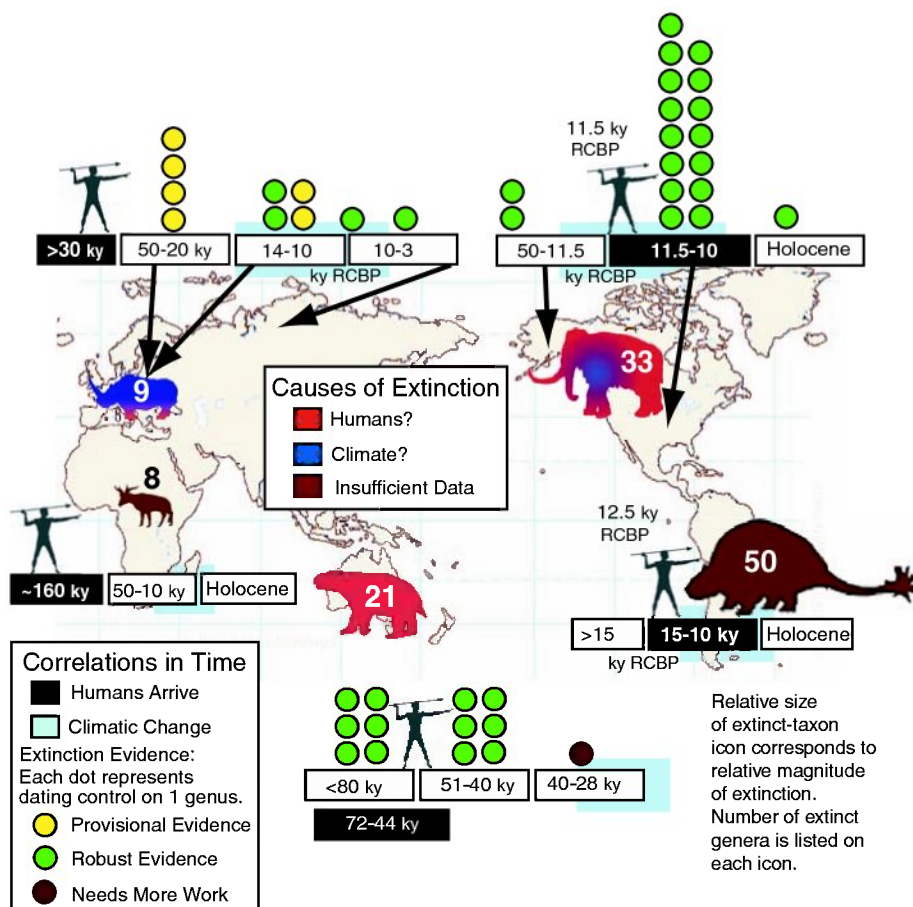 11.5 ky
RCBP
>30 ky
50-20 ky
14-10
10-3
ky RCBP
50-11.5
11.5-10
Holocene
ky RCBP
9
33
8
Causes of Extinction
Humans?
Climate?
Insufficient Data
12.5 ky
RCBP
50
21
~160 ky
50-10 ky
Holocene
>15
15-10 ky
Holocene
ky RCBP
Correlations in Time
Humans Arrive
Climatic Change
Extinction Evidence:
Each dot represents
dating control on 1 genus.
Provisional Evidence
Robust Evidence
Needs More Work
<80 ky
51-40 ky
40-28 ky
72-44 ky
Relative size
of extinct-taxon
icon corresponds to
relative magnitude
of extinction.
Number of extinct
genera is listed on
each icon.